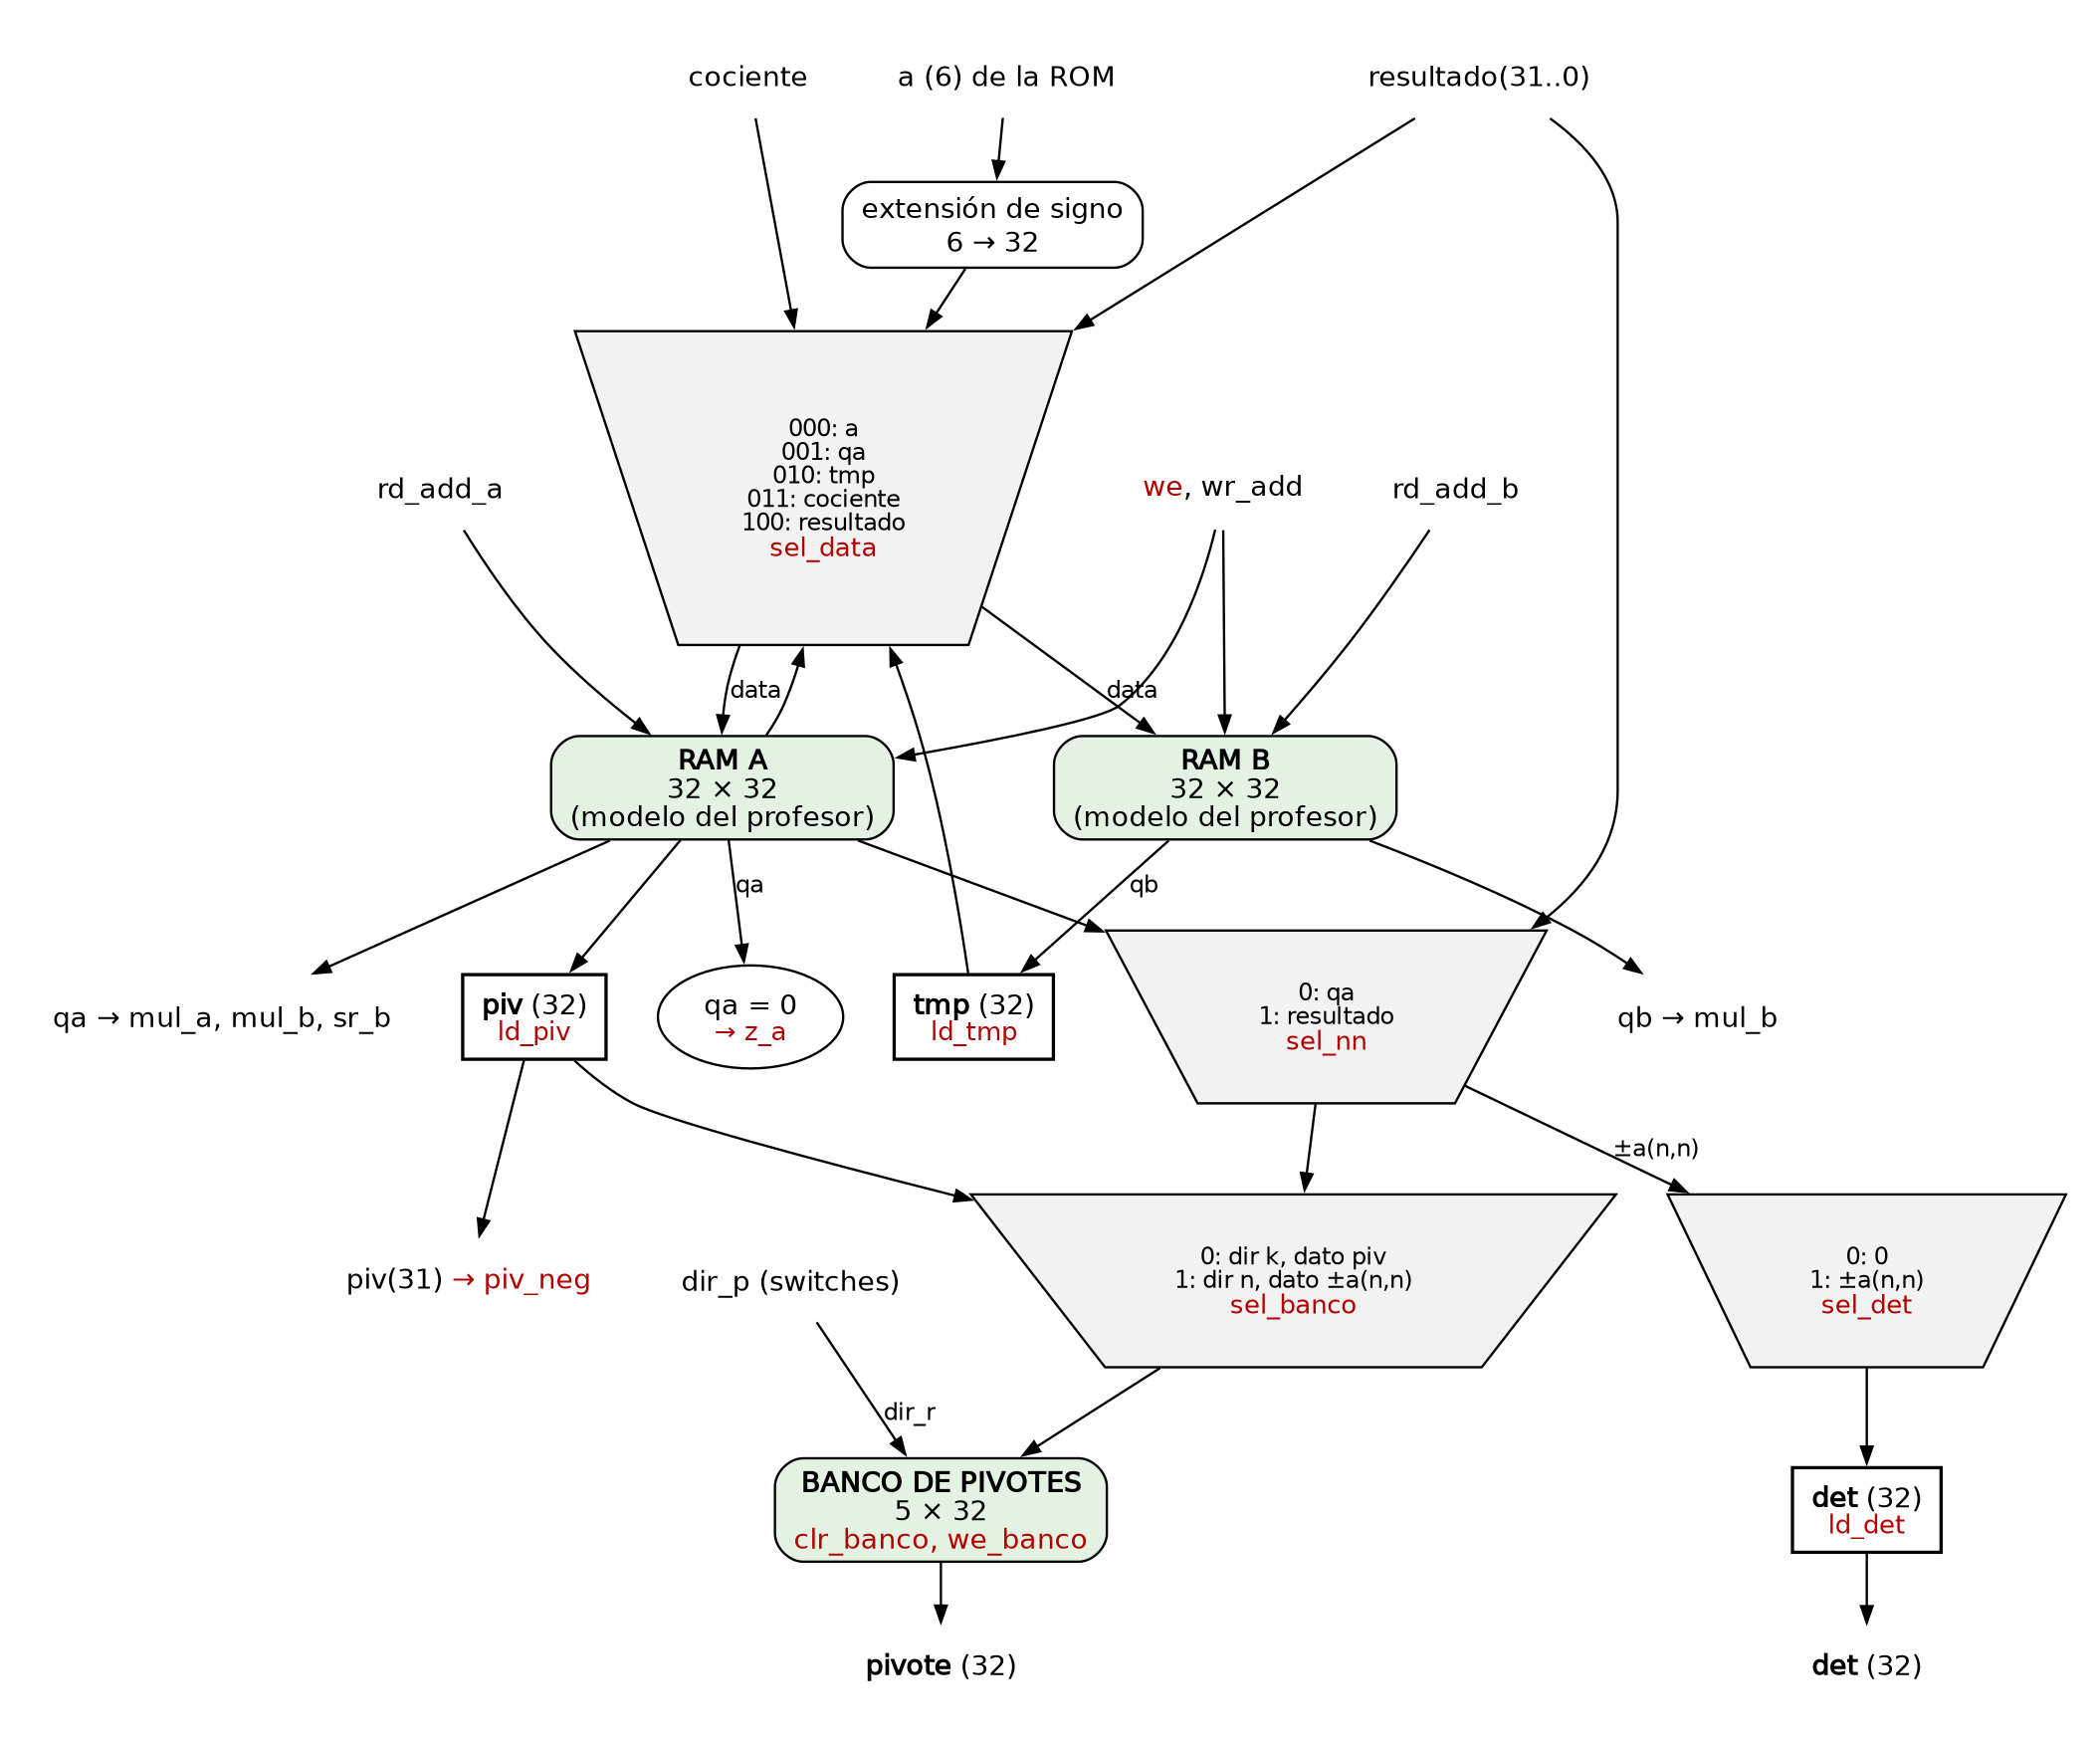 cociente
a (6) de la ROM
resultado(31..0)
extensión de signo
6 → 32
000: a
001: qa
010: tmp
011: cociente
100: resultado
sel_data
rd_add_a
we, wr_add
rd_add_b
data
data
RAM A
32 × 32
(modelo del profesor)
RAM B
32 × 32
(modelo del profesor)
qa
qb
qa → mul_a, mul_b, sr_b
piv (32)
ld_piv
qa = 0
→ z_a
tmp (32)
ld_tmp
0: qa
1: resultado
sel_nn
qb → mul_b
±a(n,n)
piv(31) → piv_neg
dir_p (switches)
0: dir k, dato piv
1: dir n, dato ±a(n,n)
sel_banco
0: 0
1: ±a(n,n)
sel_det
dir_r
BANCO DE PIVOTES
5 × 32
clr_banco, we_banco
det (32)
ld_det
pivote (32)
det (32)